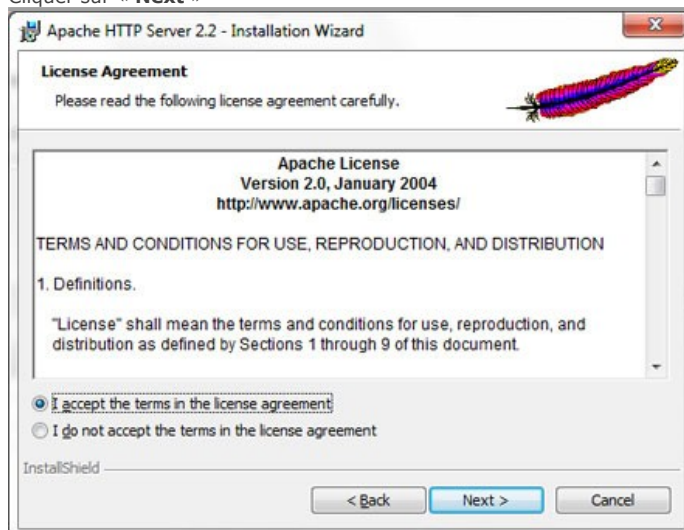 Cliquer sur « Next »
Apache HTTP Server 2.2 - Installation Wizard
License Agreement
Please read the following license agreement carefully.
Apache License
Version 2.0, January 2004
http://www.apache.org/licenses/
TERMS AND CONDITIONS FOR USE, REPRODUCTION, AND DISTRIBUTION
1. Definitions.
"License" shall mean the terms and conditions for use, reproduction, and
distribution as defined by Sections 1 through 9 of this document.
I accept the terms in the license agreement
I do not accept the terms in the license agreement
InstallShield
< Back Next > Cancel